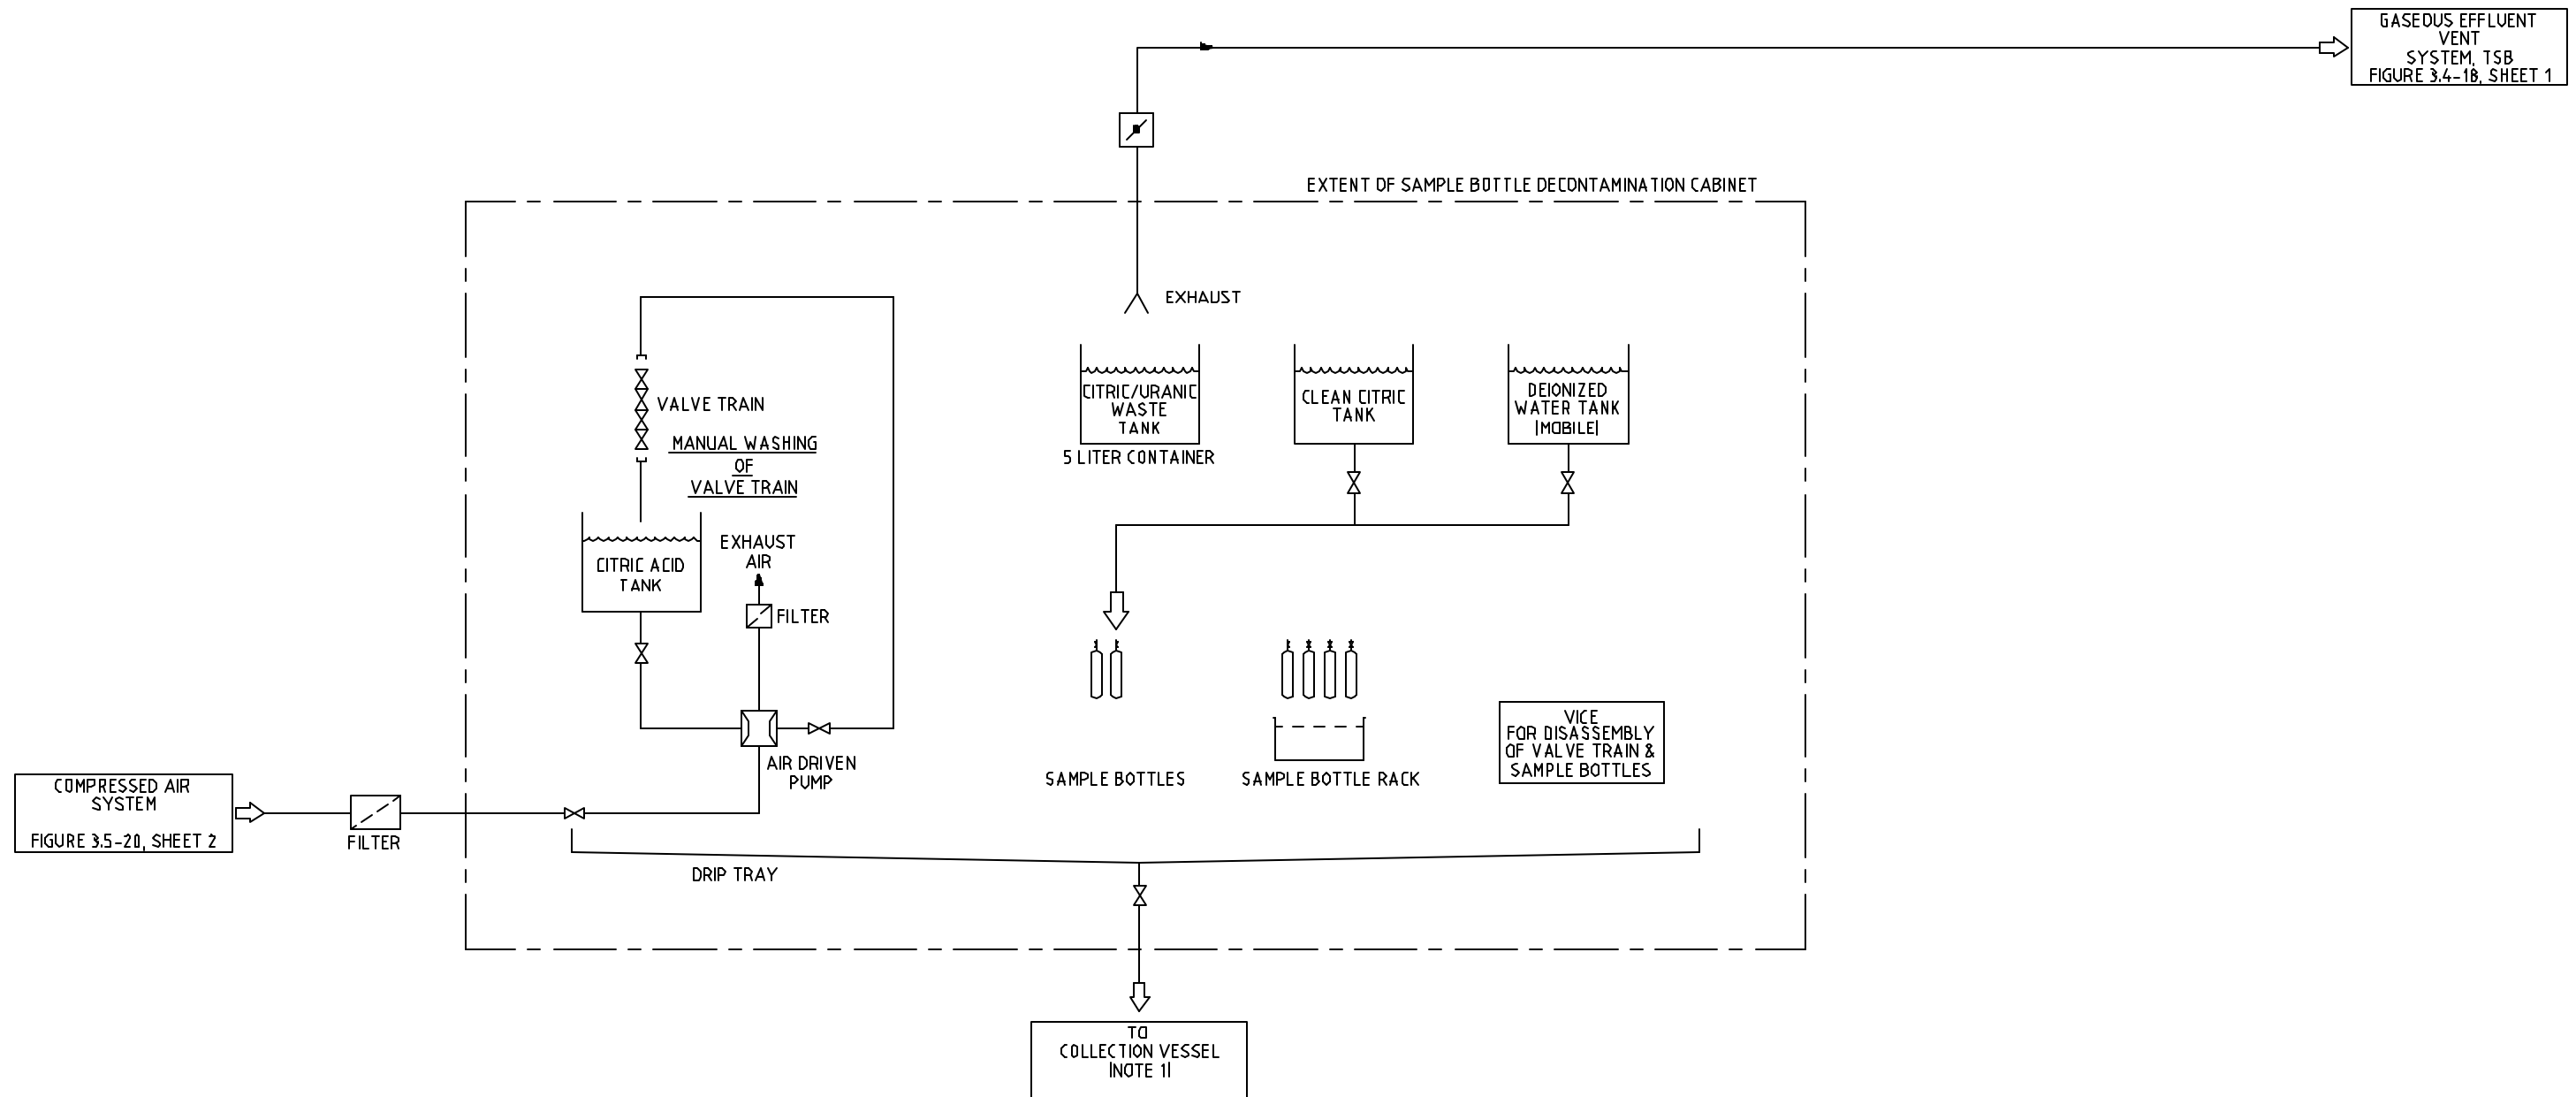 GASEOUS EFFLUENT
VENT
SYSTEM, TSB
FIGURE 3.4-18, SHEET 1
EXTENT OF SAMPLE BOTTLE DECONTAMINATION CABINET
EXHAUST
VALVE TRAIN
MANUAL WASHING
OF
VALVE TRAIN
CITRIC/URANIC
WASTE
TANK
5 LITER CONTAINER
CLEAN CITRIC
TANK
DEIONIZED
WATER TANK
|MOBILE|
CITRIC ACID
TANK
EXHAUST
AIR
FILTER
AIR DRIVEN
PUMP
SAMPLE BOTTLES
SAMPLE BOTTLE RACK
VICE
FOR DISASSEMBLY
OF VALVE TRAIN &
SAMPLE BOTTLES
COMPRESSED AIR
SYSTEM
FIGURE 3.5-20, SHEET 2
FILTER
DRIP TRAY
TO
COLLECTION VESSEL
|NOTE 1|